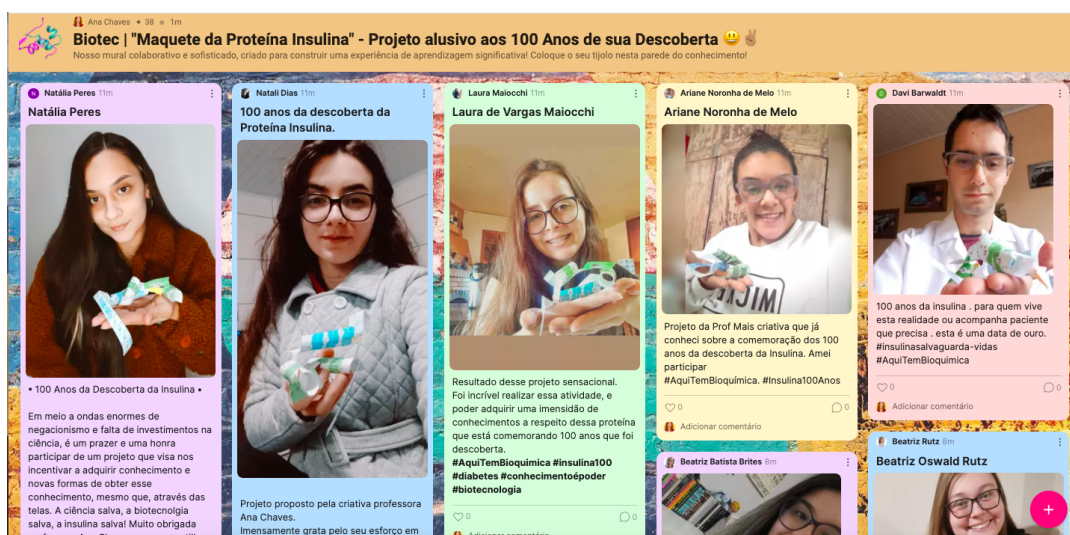 Ana Chaves + 38 1m
Biotec | "Maquete da Proteína Insulina" - Projeto alusivo aos 100 Anos de sua Descoberta 😃✌🏽
Nosso mural colaborativo e sofisticado, criado para construir uma experiência de aprendizagem significativa! Coloque o seu tijolo nesta parede do conhecimento!
N Natália Peres 11m
Natália Peres
• 100 Anos da Descoberta da Insulina •
Em meio a ondas enormes de
negacionismo e falta de investimentos na
ciência, é um prazer e uma honra
participar de um projeto que visa nos
incentivar a adquirir conhecimento e
novas formas de obter esse
conhecimento, mesmo que, através das
telas. A ciência salva, a biotecnolgia
salva, a insulina salva! Muito obrigada
Natali Dias 11m
100 anos da descoberta da
Proteína Insulina.
Projeto proposto pela criativa professora
Ana Chaves.
Imensamente grata pelo seu esforço em
Laura Maiocchi 11m
Laura de Vargas Maiocchi
Resultado desse projeto sensacional.
Foi incrível realizar essa atividade, e
poder adquirir uma imensidão de
conhecimentos a respeito dessa proteína
que está comemorando 100 anos que foi
descoberta.
#AquiTemBioquimica #insulina100
#diabetes #conhecimentoépoder
#biotecnologia
0 0
Adicionar comentário
Ariane Noronha de Melo 11m
Ariane Noronha de Melo
Projeto da Prof Mais criativa que já
conheci sobre a comemoração dos 100
anos da descoberta da Insulina. Amei
participar
#AquiTemBioquímica. #Insulina100Anos
0 0
Adicionar comentário
Beatriz Batista Brites 8m
D Davi Barwaldt 11m
100 anos da insulina . para quem vive
esta realidade ou acompanha paciente
que precisa . esta é uma data de ouro.
#insulinasalvaguarda-vidas
#AquiTemBioquimica
0 0
Adicionar comentário
Beatriz Rutz 8m
Beatriz Oswald Rutz
+